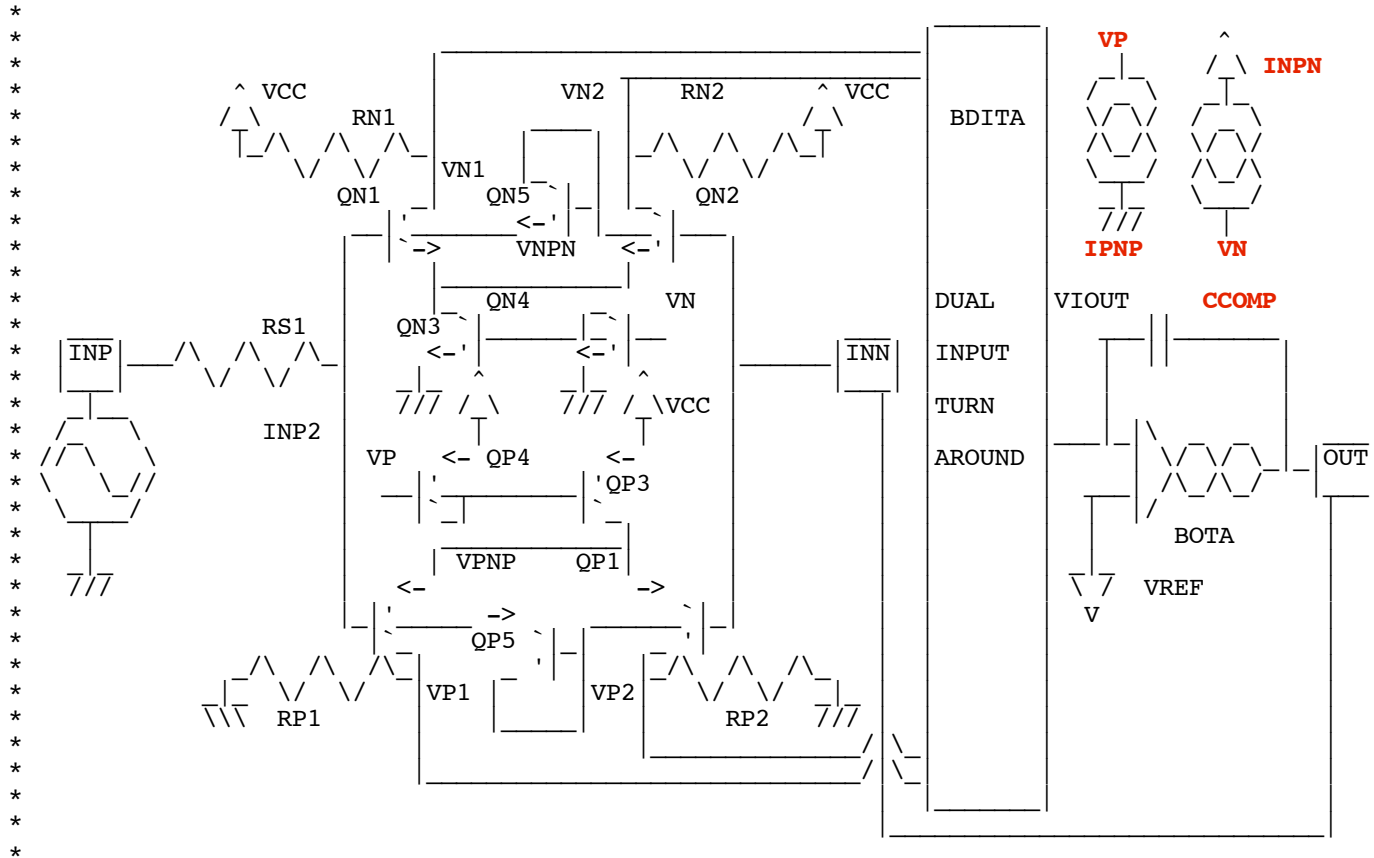 VP
INPN
VCC VN2 RN2 VCC
RN1 BDITA
VN1
QN1 QN5 QN2
VNPN IPNP VN
QN4 VN DUAL VIOUT CCOMP
RS1 QN3
INP INN INPUT
VCC TURN
INP2
VP QP4 AROUND OUT
QP3
BOTA
VPNP QP1
VREF
V
QP5
VP1 VP2
RP1 RP2